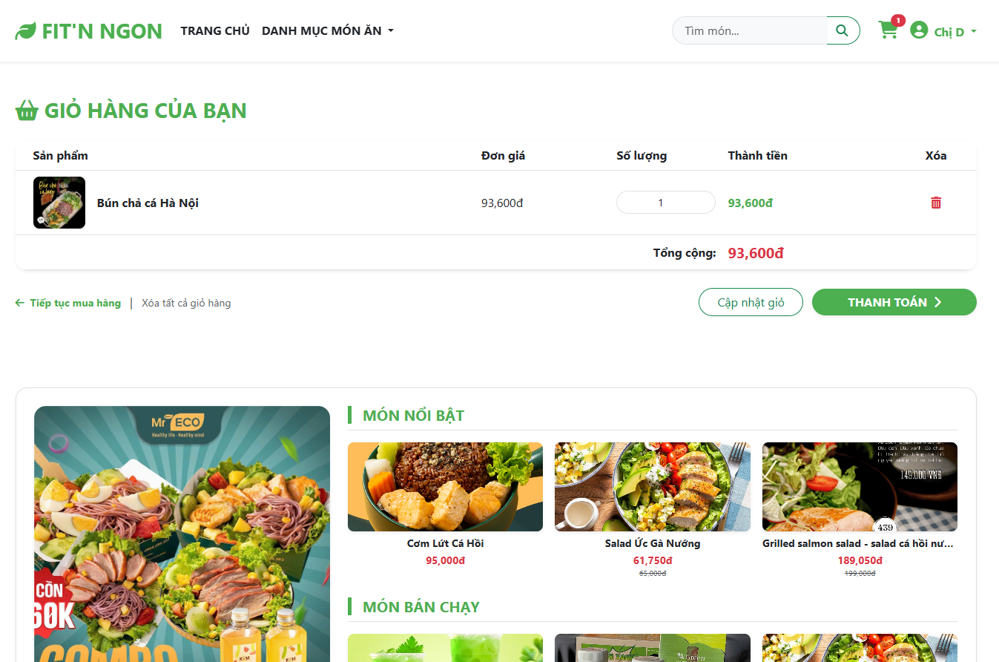 FIT'N NGON
TRANG CHỦ
DANH MỤC MÓN ĂN
Tìm món...
1
Chị D
GIỎ HÀNG CỦA BẠN
Sản phẩm Đơn giá Số lượng Thành tiền Xóa
Bún chả cá Hà Nội 93,600đ 1 93,600đ
Tổng cộng: 93,600đ
Tiếp tục mua hàng | Xóa tất cả giỏ hàng
Cập nhật giỏ
THANH TOÁN
Mr ECO
Healthy life - Healthy mind
CÒN
60K
COMBO
MÓN NỔI BẬT
149.000 VNĐ
439
Cơm Lứt Cá Hồi
95,000đ
Salad Ức Gà Nướng
61,750đ
65,000đ
Grilled salmon salad - salad cá hồi nư...
189,050đ
199,000đ
MÓN BÁN CHẠY
Green